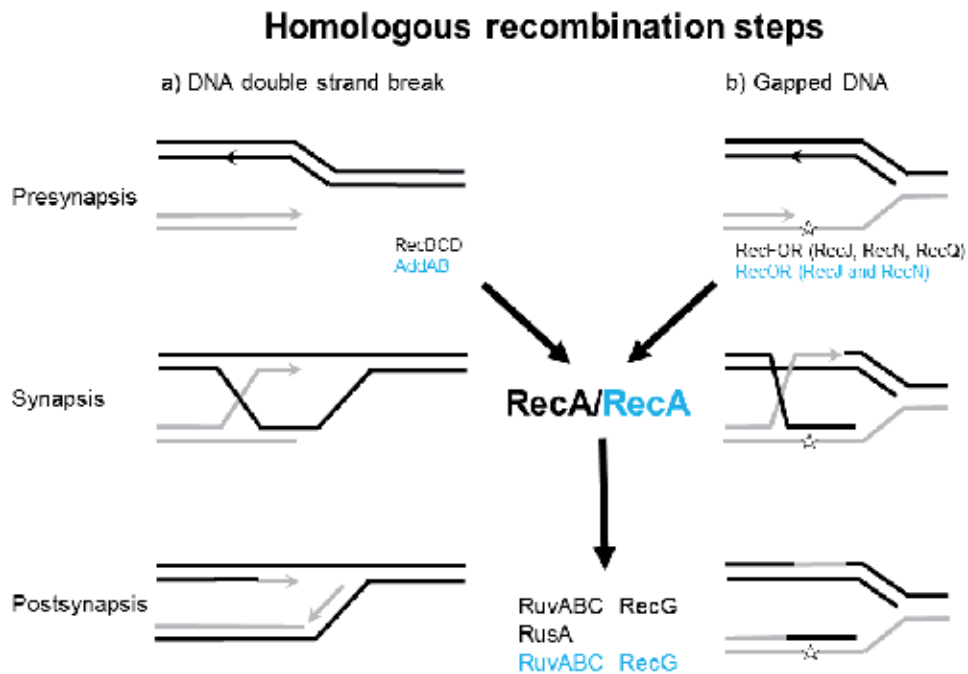 Homologous recombination steps
a) DNA double strand break
b) Gapped DNA
Presynapsis
RecBCD
AddAB
RecFOR (RecJ, RecN, RecQ)
RecOR (RecJ and RecN)
Synapsis
RecA/RecA
Postsynapsis
RuvABC RecG
RusA
RuvABC RecG